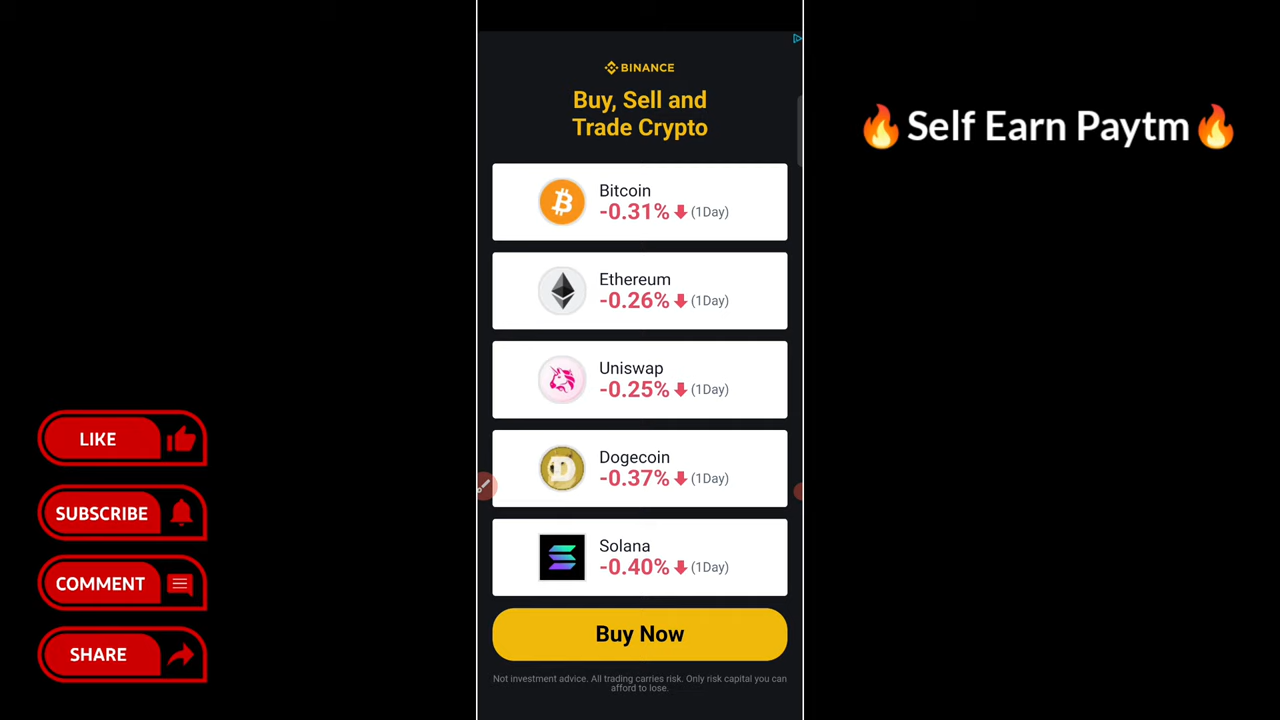 BINANCE
Buy, Sell and
Trade Crypto
🔥Self Earn Paytm🔥
Bitcoin
-0.31% (1Day)
Ethereum
-0.26% (1Day)
Uniswap
-0.25% (1Day)
Dogecoin
-0.37% (1Day)
Solana
-0.40% (1Day)
Buy Now
Not investment advice. All trading carries risk. Only risk capital you can
afford to lose.
LIKE
SUBSCRIBE
COMMENT
SHARE